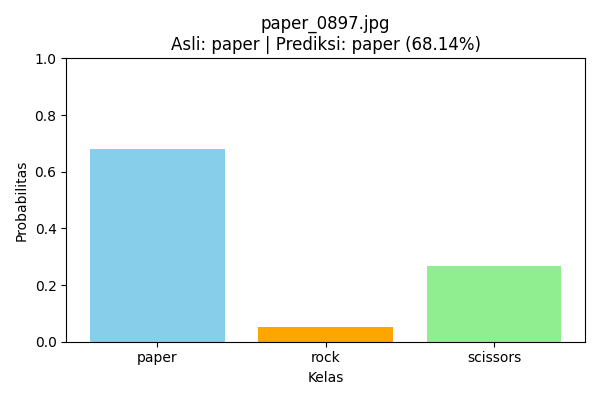 paper_0897.jpg
Asli: paper | Prediksi: paper (68.14%)
1.0
0.8
0.6
0.4
0.2
0.0
Probabilitas
paper
rock
scissors
Kelas